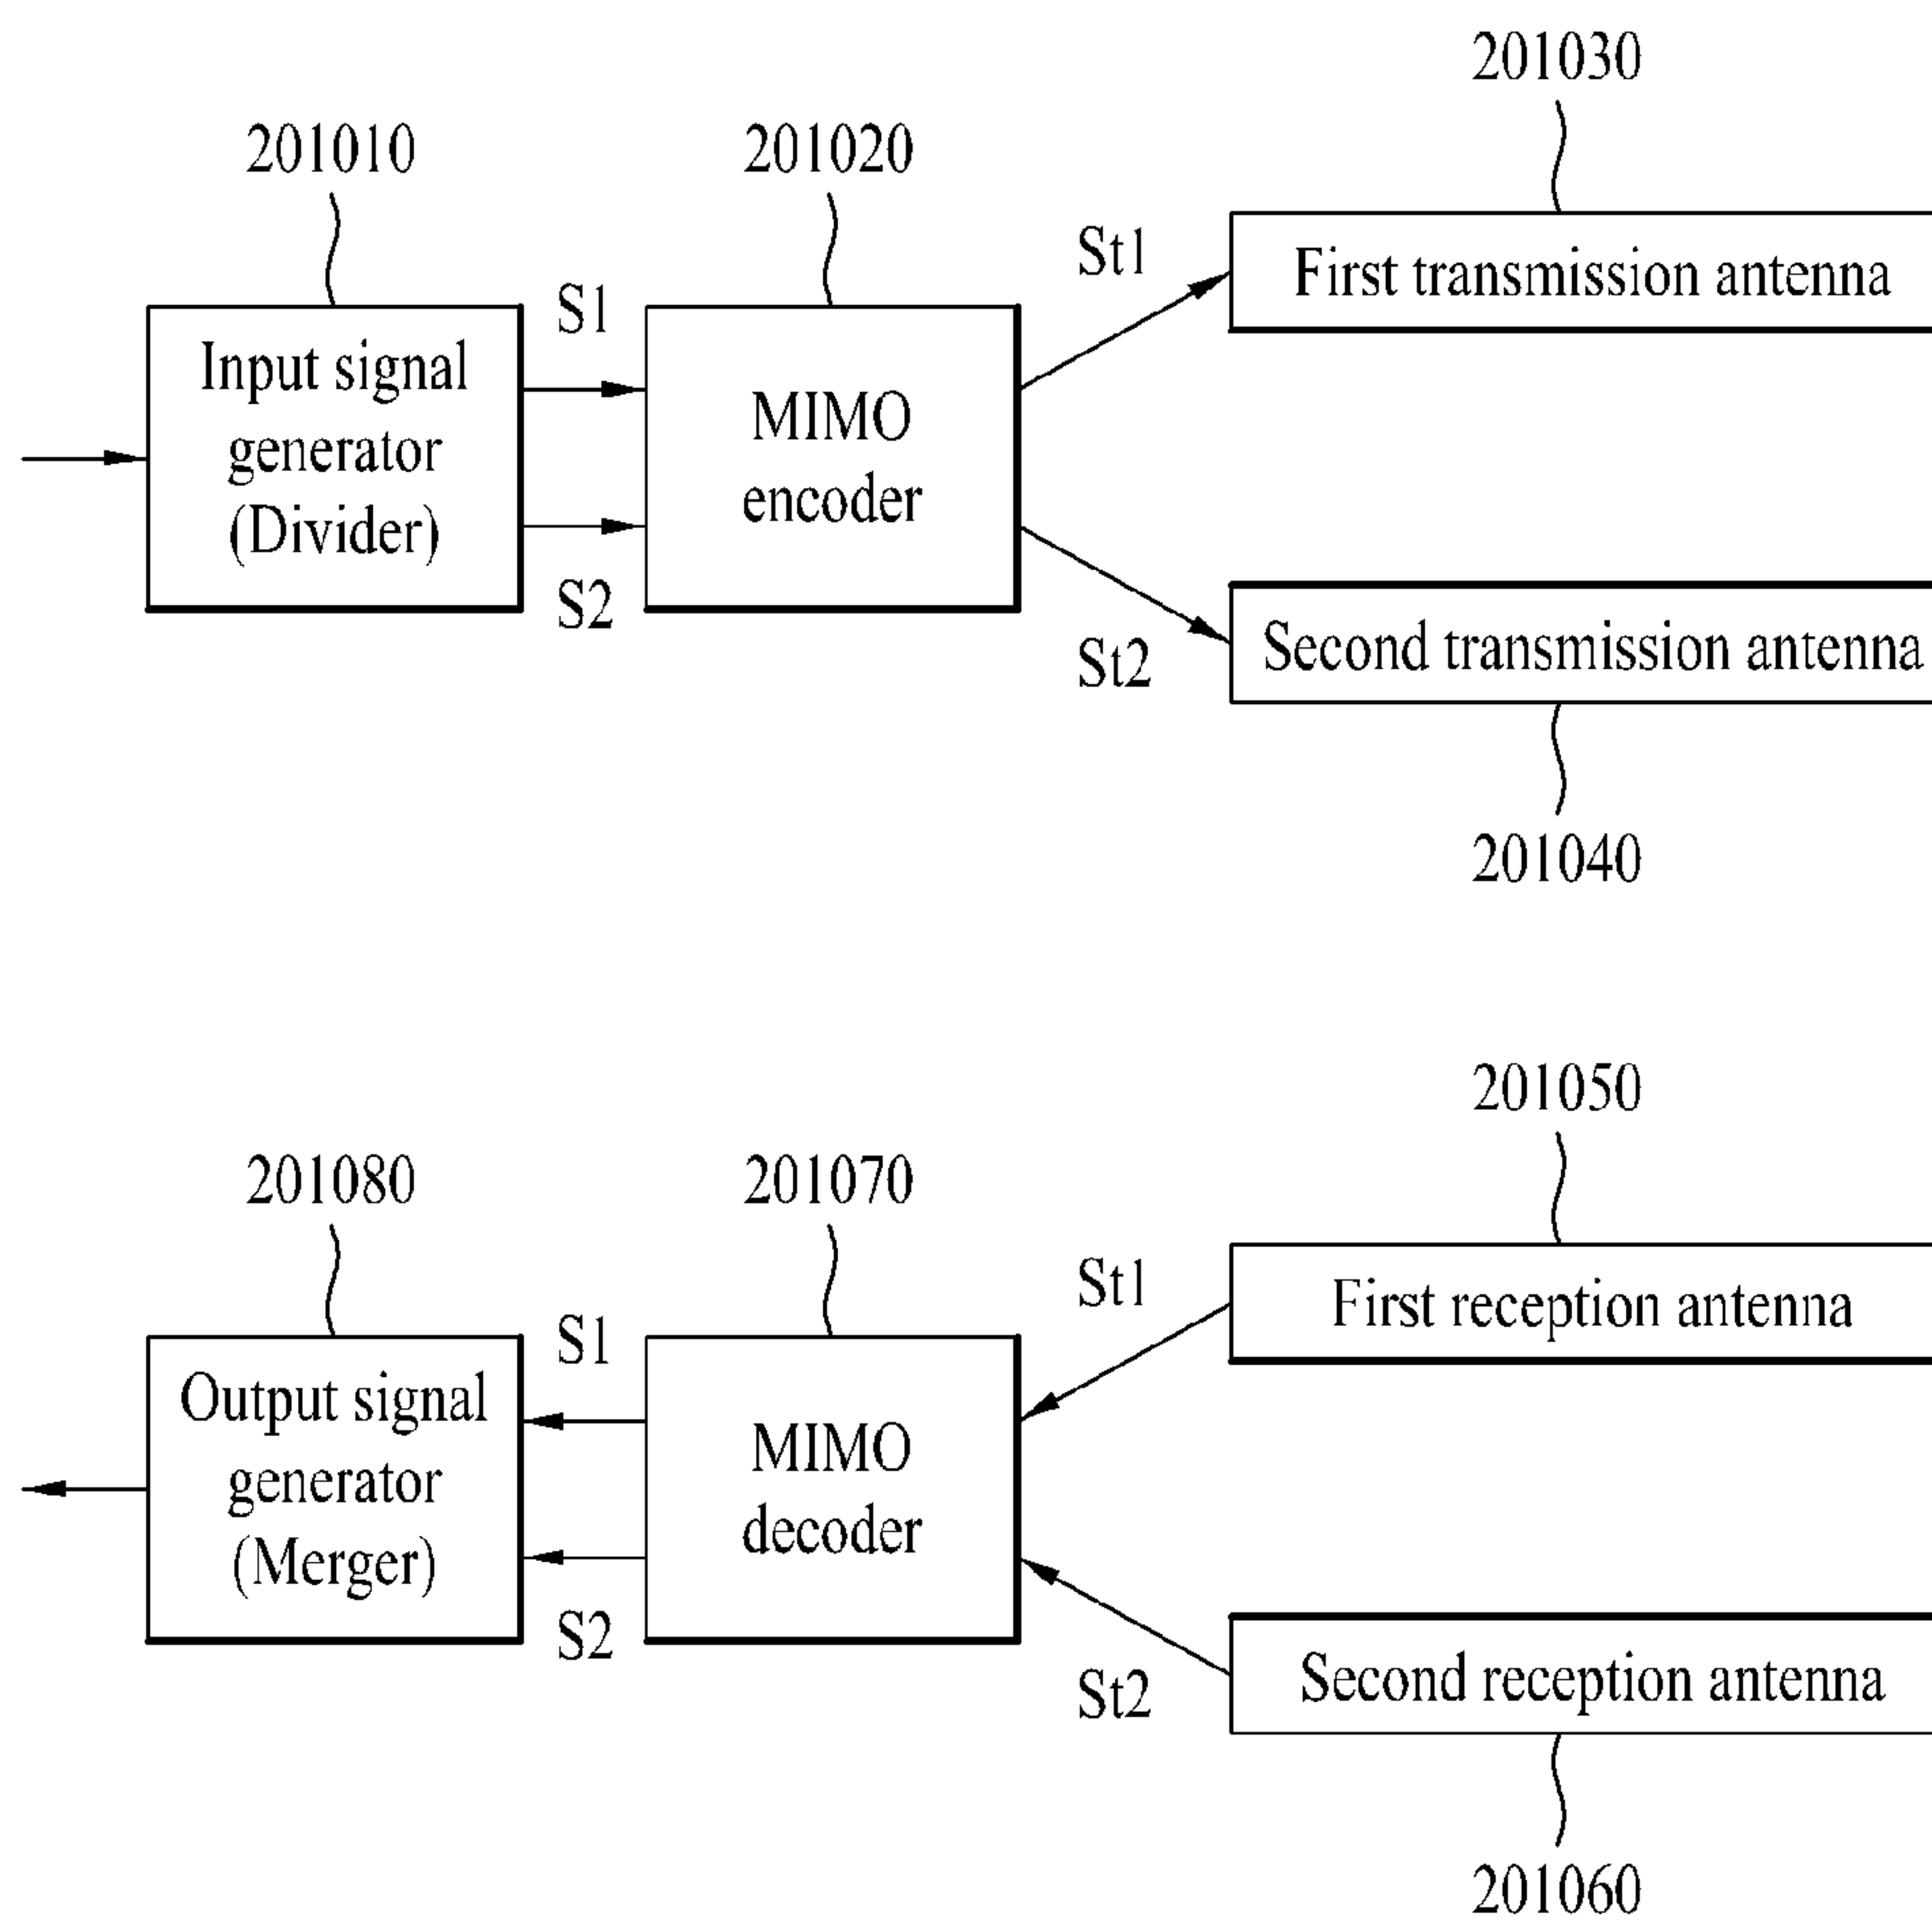 201030
201010
201020
St1
First transmission antenna
S1
Input signal
generator
(Divider)
MIMO
encoder
S2
St2
Second transmission antenna
201040
201050
201080
201070
St1
First reception antenna
S1
Output signal
generator
(Merger)
MIMO
decoder
S2
St2
Second reception antenna
201060